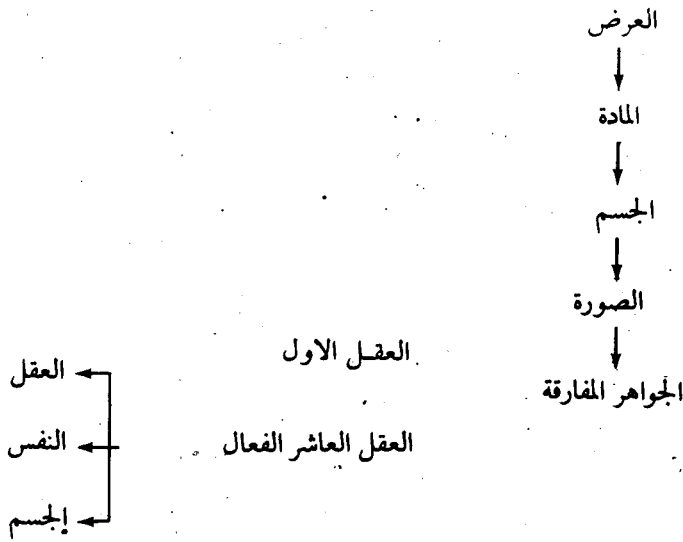 العرض
المادة
الجسم
الصورة
الجواهر المفارقة
العقل الاول
العقل العاشر الفعال
العقل
النفس
الجسم